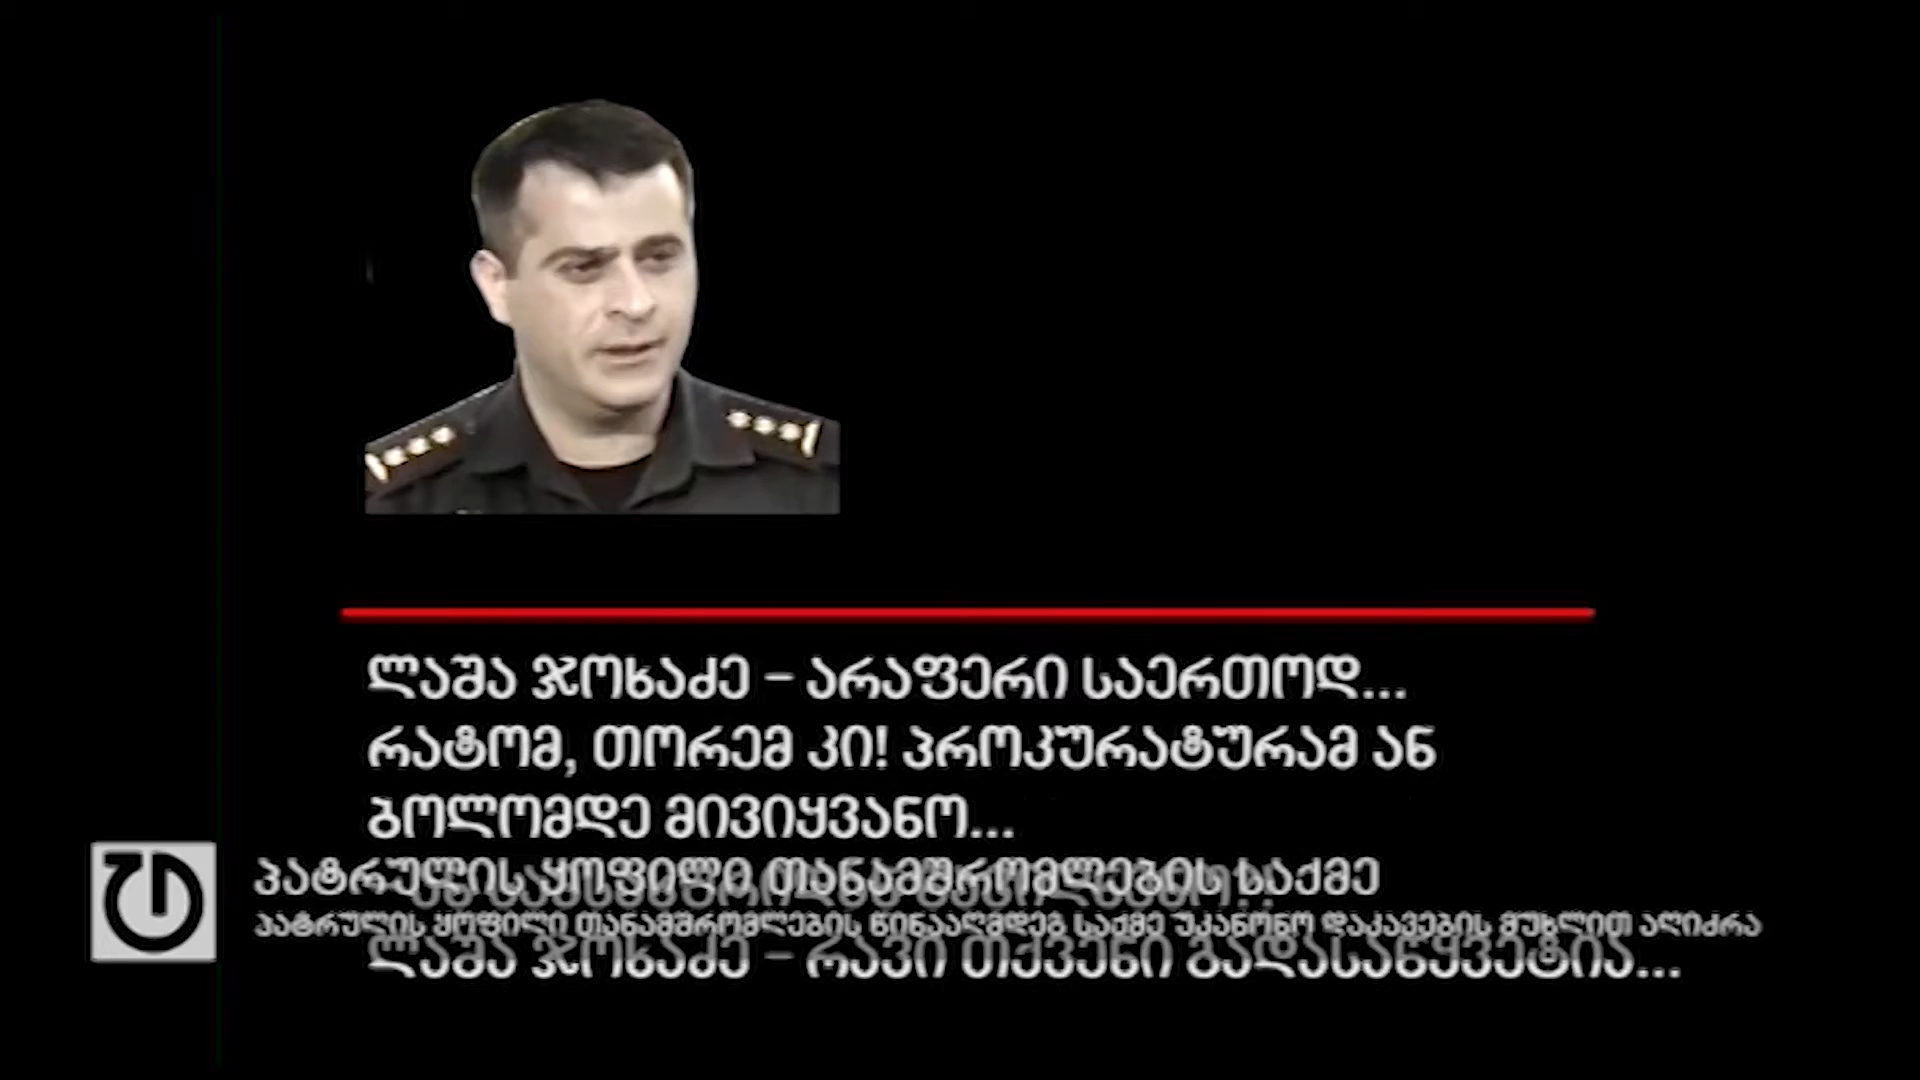 ლაშა ჯოხაძე – არაფერი საერთოდ...
რატომ, თორემ კი! პროკურატურამ ან
ბოლომდე მივიყვანო...
პატრულის ყოფილი თანამშრომლების საქმე
პატრულის ყოფილი თანამშრომლების წინააღმდეგ საქმე უკანონო დაკავების მუხლით აღიძრა
ლაშა ჯოხაძე – რავი თქვენი გადასაწყვეტია...